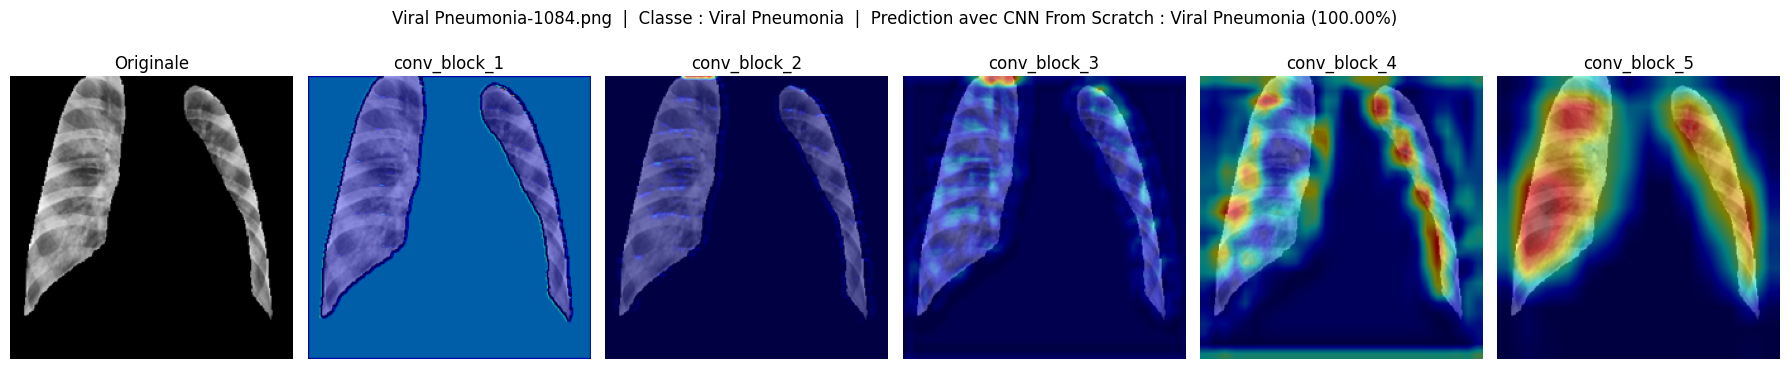 Viral Pneumonia-1084.png | Classe : Viral Pneumonia | Prediction avec CNN From Scratch : Viral Pneumonia (100.00%)
Originale
conv_block_1
conv_block_2
conv_block_3
conv_block_4
conv_block_5